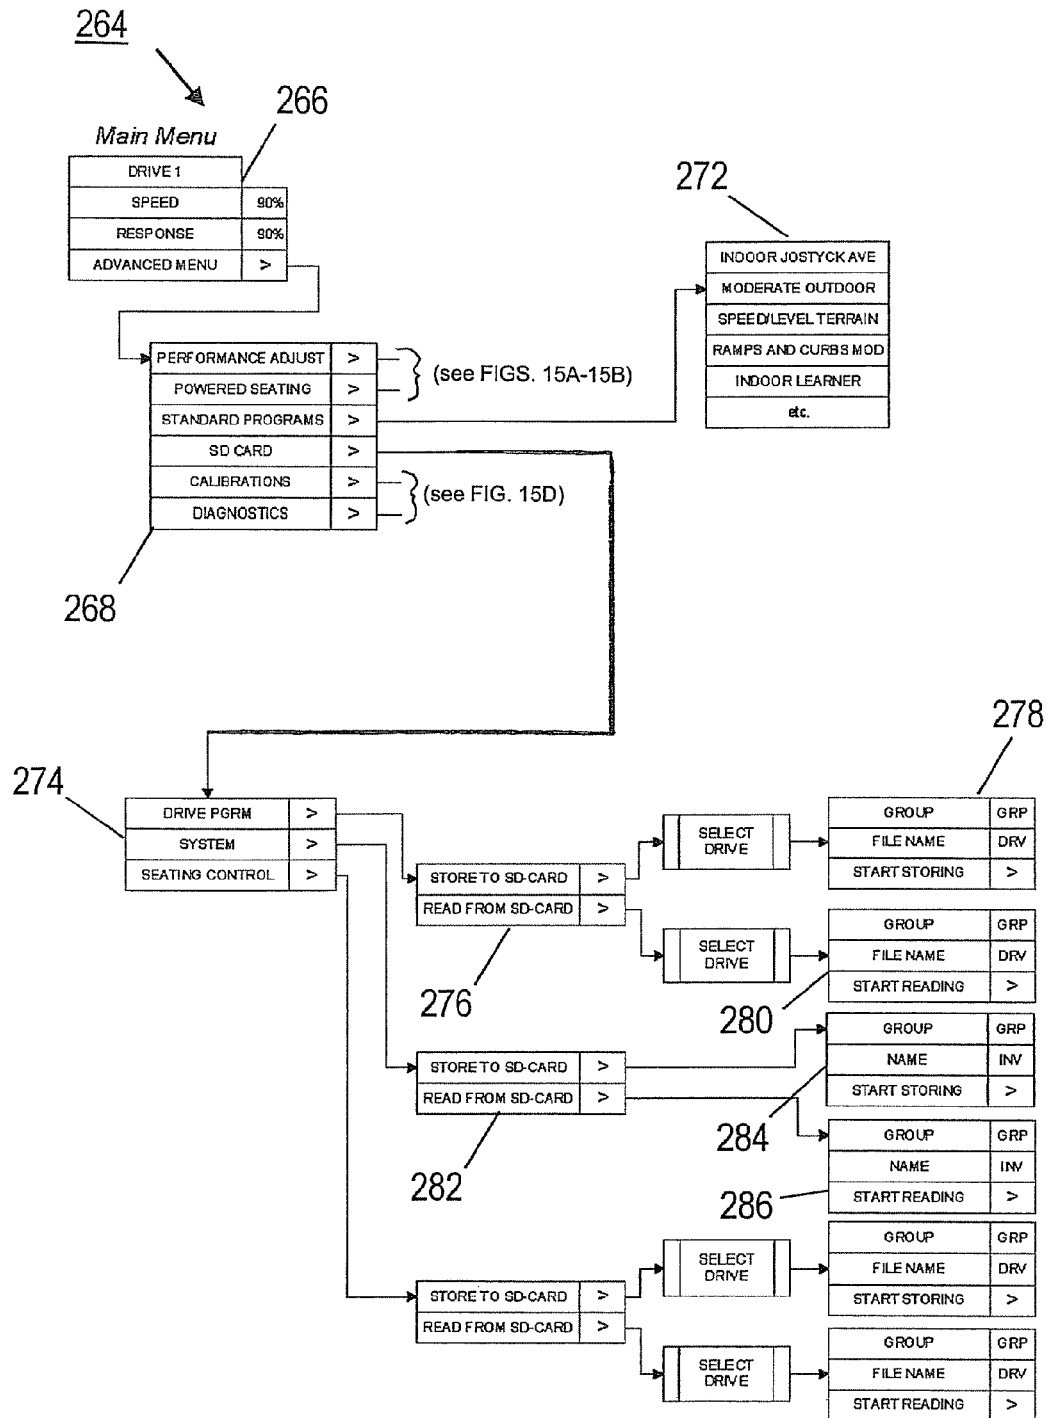 264
266
Main Menu
DRIVE 1
SPEED 90%
RESPONSE 90%
ADVANCED MENU >
272
INDOOR JOSTYCK AVE
MODERATE OUTDOOR
SPEED/LEVEL TERRAIN
RAMPS AND CURBS MOD
INDOOR LEARNER
etc.
PERFORMANCE ADJUST >
POWERED SEATING >
(see FIGS. 15A-15B)
STANDARD PROGRAMS >
SD CARD >
CALIBRATIONS >
DIAGNOSTICS >
(see FIG. 15D)
268
274
DRIVE PGRM >
SYSTEM >
SEATING CONTROL >
278
STORE TO SD-CARD >
READ FROM SD-CARD >
276
SELECT
DRIVE
GROUP GRP
FILE NAME DRV
START STORING >
SELECT
DRIVE
GROUP GRP
FILE NAME DRV
START READING >
280
STORE TO SD-CARD >
READ FROM SD-CARD >
282
GROUP GRP
NAME INV
START STORING >
284
GROUP GRP
NAME INV
START READING >
286
STORE TO SD-CARD >
READ FROM SD-CARD >
SELECT
DRIVE
GROUP GRP
FILE NAME DRV
START STORING >
SELECT
DRIVE
GROUP GRP
FILE NAME DRV
START READING >